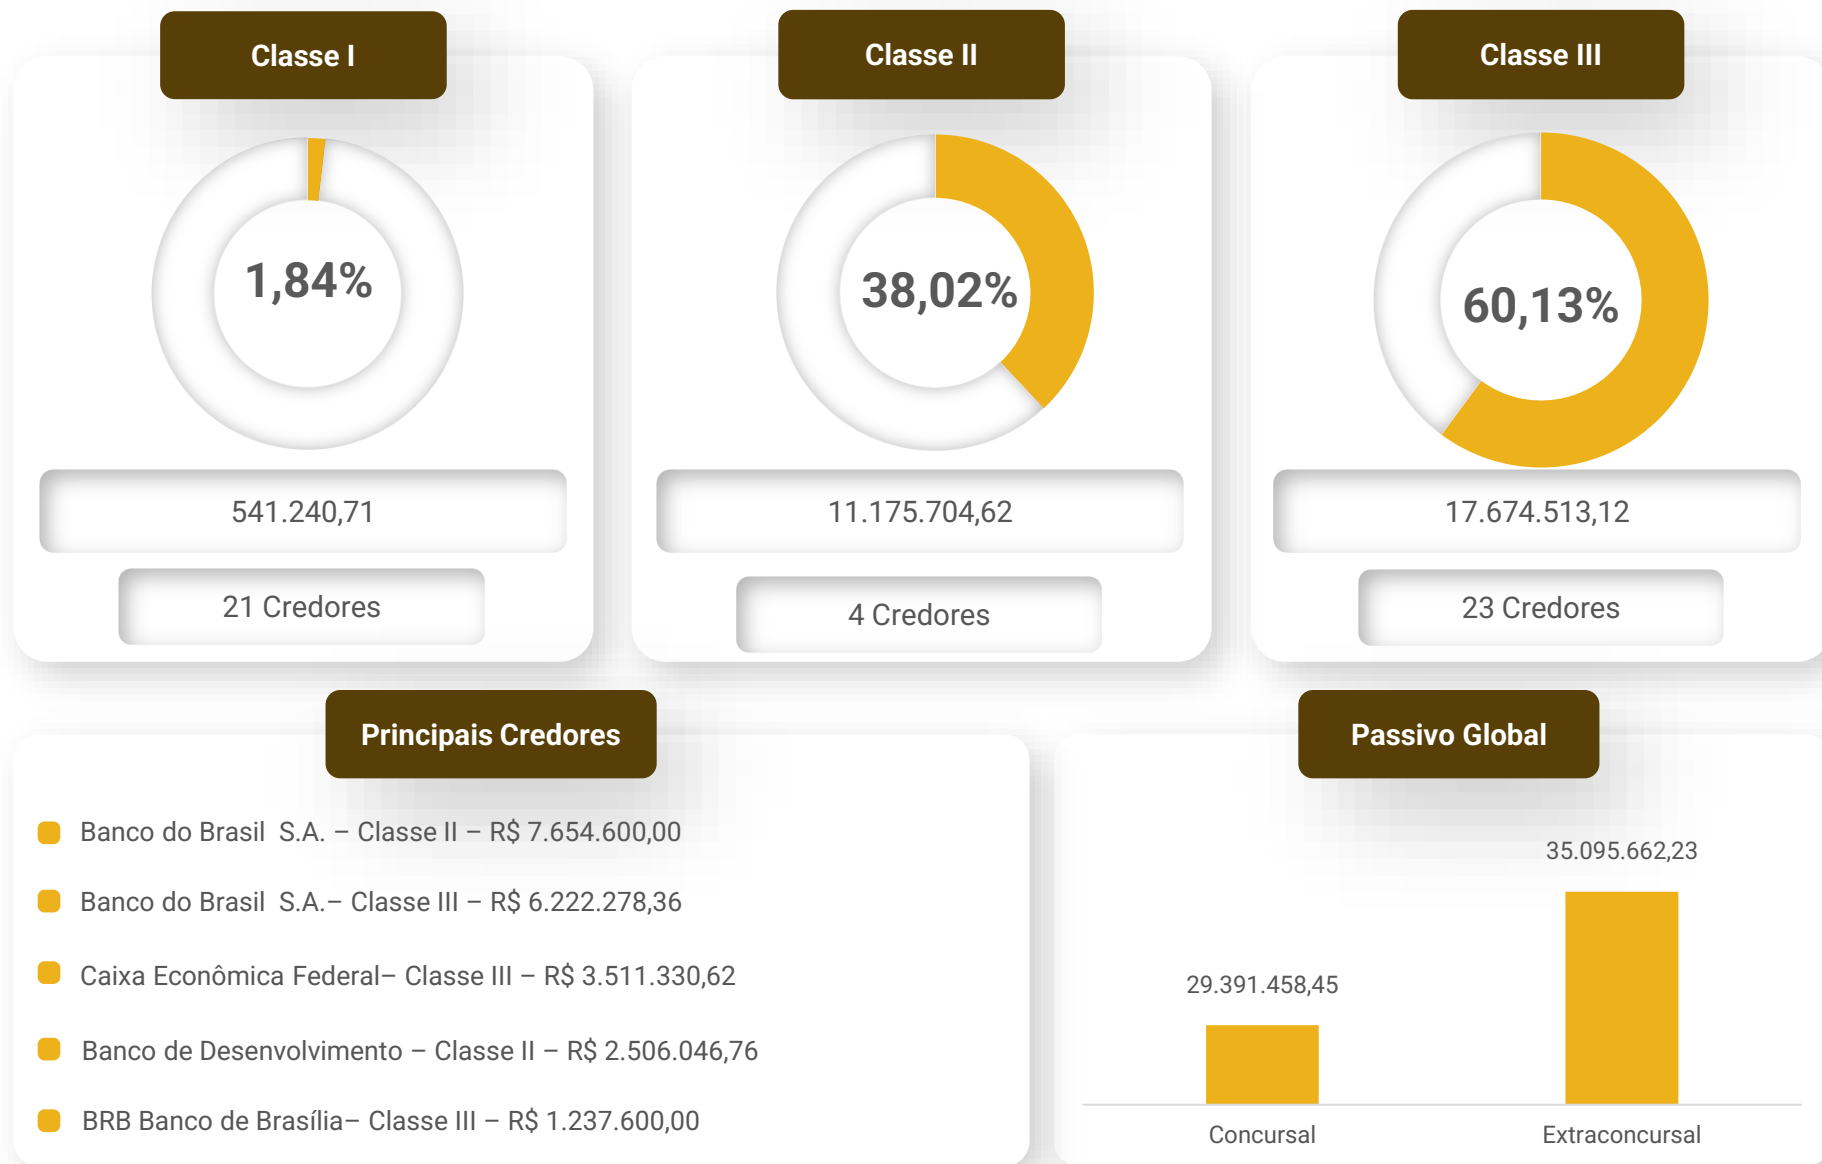 Classe I
1,84%
541.240,71
21 Credores
Classe II
38,02%
11.175.704,62
4 Credores
Classe III
60,13%
17.674.513,12
23 Credores
Principais Credores
Banco do Brasil  S.A. – Classe II – R$ 7.654.600,00
Banco do Brasil  S.A.– Classe III – R$ 6.222.278,36
Caixa Econômica Federal– Classe III – R$ 3.511.330,62
Banco de Desenvolvimento – Classe II – R$ 2.506.046,76
BRB Banco de Brasília– Classe III – R$ 1.237.600,00
Passivo Global
35.095.662,23
29.391.458,45
Concursal
Extraconcursal